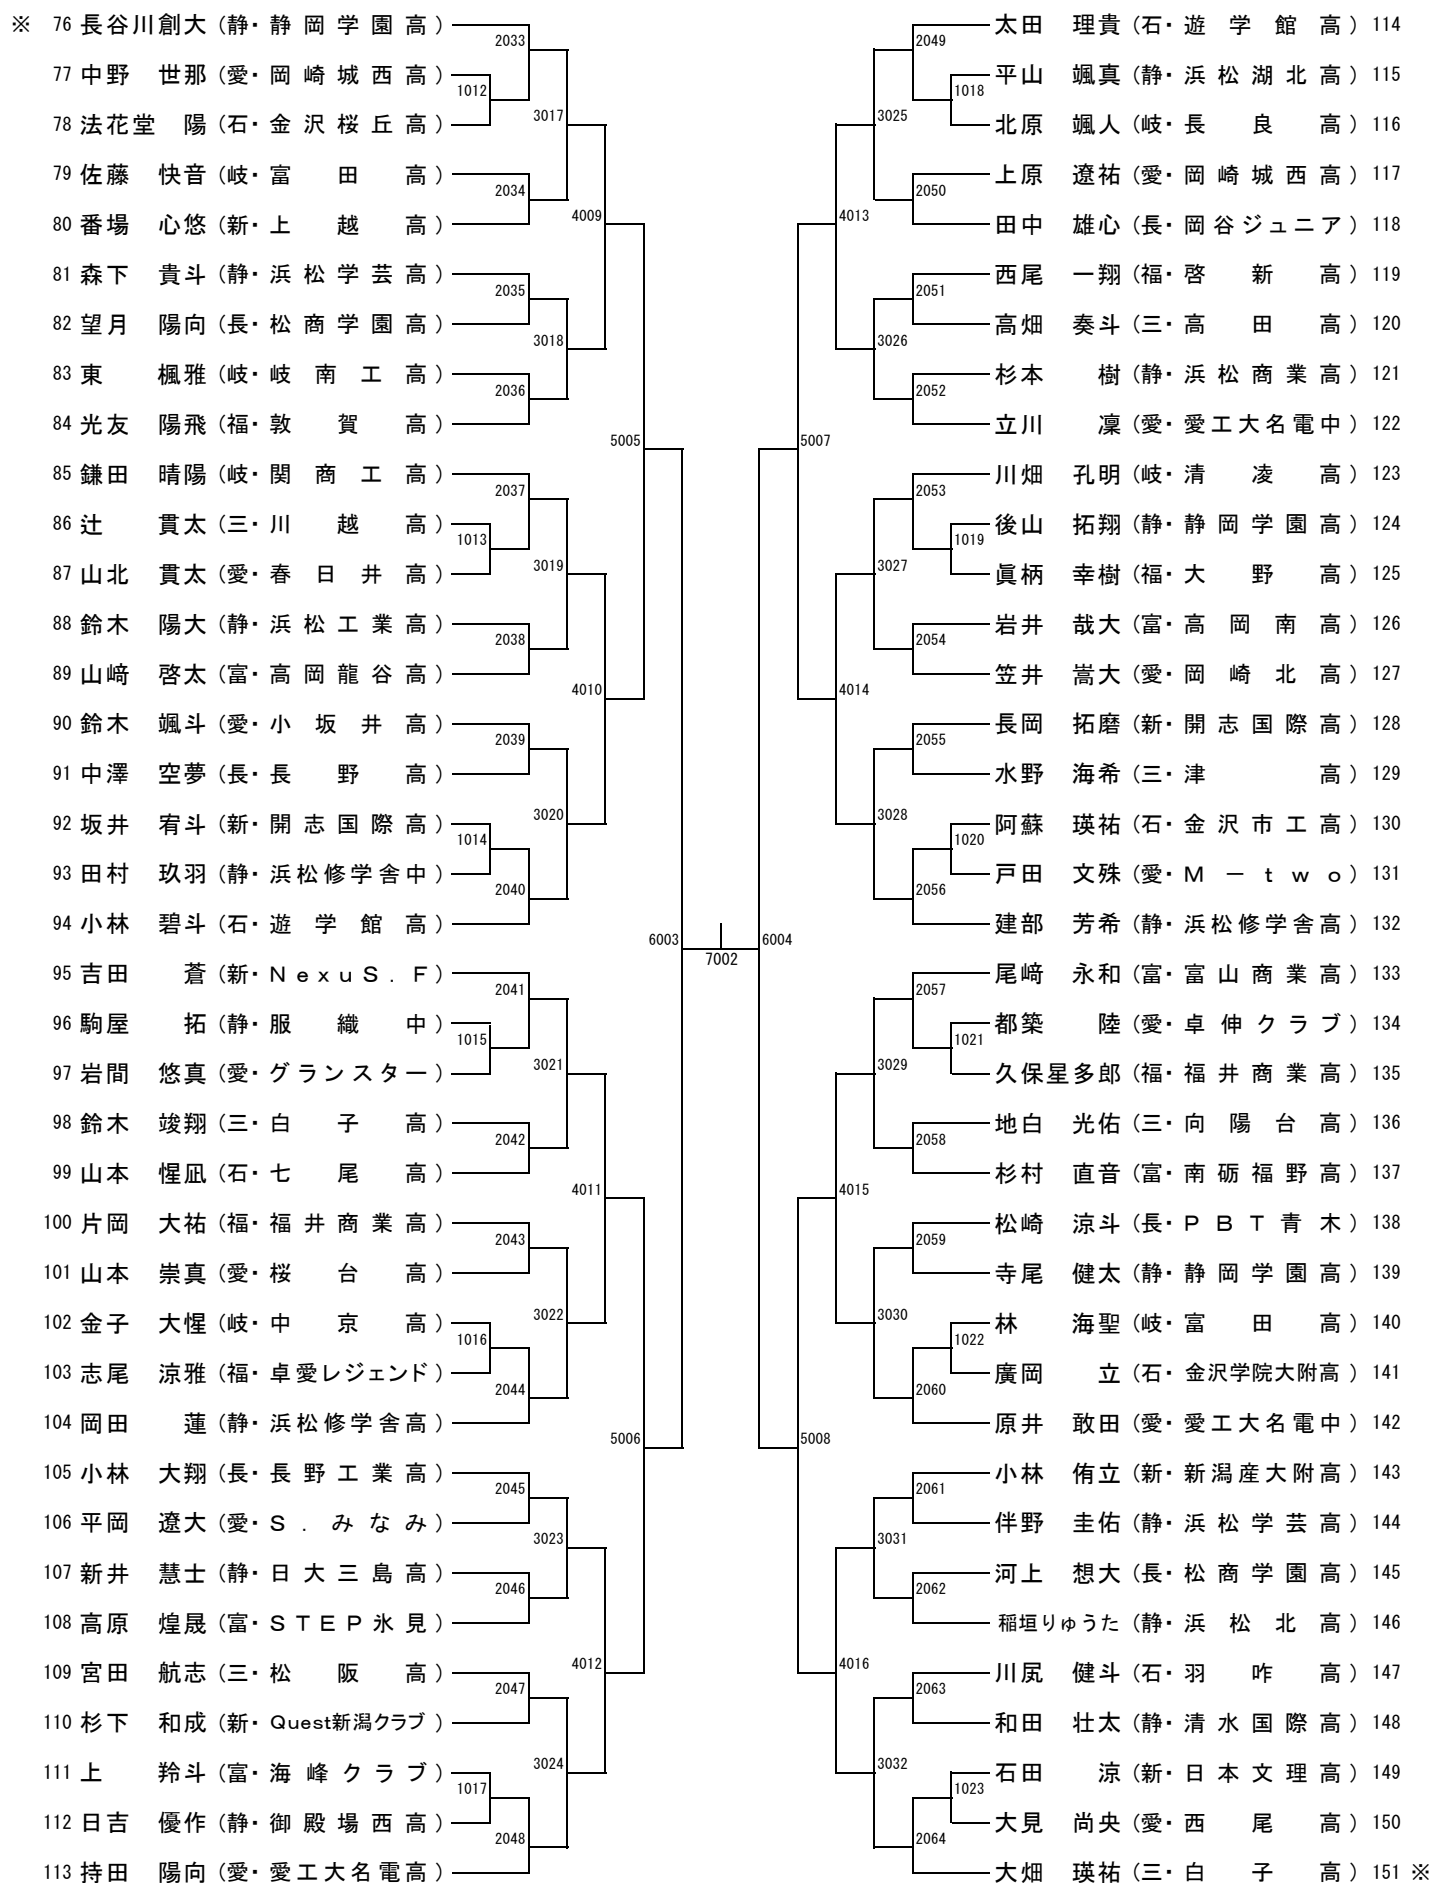 ※ 76 長谷川創大 (静・静岡学園高)
2033
77 中野 世那 (愛・岡崎城西高)
1012
78 法花堂 陽 (石・金沢桜丘高)
3017
79 佐藤 快音 (岐・富田高)
2034
80 番場 心悠 (新・上越高)
4009
81 森下 貴斗 (静・浜松学芸高)
2035
82 望月 陽向 (長・松商学園高)
3018
83 東 楓雅 (岐・岐南工高)
2036
84 光友 陽飛 (福・敦賀高)
5005
85 鎌田 晴陽 (岐・関商工高)
2037
86 辻 貫太 (三・川越高)
1013
87 山北 貫太 (愛・春日井高)
3019
88 鈴木 陽大 (静・浜松工業高)
2038
89 山﨑 啓太 (富・高岡龍谷高)
4010
90 鈴木 颯斗 (愛・小坂井高)
2039
91 中澤 空夢 (長・長野高)
3020
92 坂井 宥斗 (新・開志国際高)
1014
93 田村 玖羽 (静・浜松修学舎中)
2040
94 小林 碧斗 (石・遊学館高)
6003
95 吉田 蒼 (新・NexuS.F)
2041
96 駒屋 拓 (静・服織中)
1015
97 岩間 悠真 (愛・グランスター)
3021
98 鈴木 竣翔 (三・白子高)
2042
99 山本 惺凪 (石・七尾高)
4011
100 片岡 大祐 (福・福井商業高)
2043
101 山本 崇真 (愛・桜台高)
3022
102 金子 大惺 (岐・中京高)
1016
103 志尾 涼雅 (福・卓愛レジェンド)
2044
104 岡田 蓮 (静・浜松修学舎高)
5006
105 小林 大翔 (長・長野工業高)
2045
106 平岡 遼大 (愛・S.みなみ)
3023
107 新井 慧士 (静・日大三島高)
2046
108 高原 煌晟 (富・STEP氷見)
4012
109 宮田 航志 (三・松阪高)
2047
110 杉下 和成 (新・Quest新潟クラブ)
3024
111 上 羚斗 (富・海峰クラブ)
1017
112 日吉 優作 (静・御殿場西高)
2048
113 持田 陽向 (愛・愛工大名電高)
7002
太田 理貴 (石・遊学館高) 114
2049
平山 颯真 (静・浜松湖北高) 115
1018
北原 颯人 (岐・長良高) 116
3025
上原 遼祐 (愛・岡崎城西高) 117
2050
田中 雄心 (長・岡谷ジュニア) 118
4013
西尾 一翔 (福・啓新高) 119
2051
高畑 奏斗 (三・高田高) 120
3026
杉本 樹 (静・浜松商業高) 121
2052
立川 凜 (愛・愛工大名電中) 122
5007
川畑 孔明 (岐・清凌高) 123
2053
後山 拓翔 (静・静岡学園高) 124
1019
眞柄 幸樹 (福・大野高) 125
3027
岩井 哉大 (富・高岡南高) 126
2054
笠井 嵩大 (愛・岡崎北高) 127
4014
長岡 拓磨 (新・開志国際高) 128
2055
水野 海希 (三・津高) 129
3028
阿蘇 瑛祐 (石・金沢市工高) 130
1020
戸田 文殊 (愛・M－two) 131
2056
建部 芳希 (静・浜松修学舎高) 132
6004
尾﨑 永和 (富・富山商業高) 133
2057
都築 陸 (愛・卓伸クラブ) 134
1021
久保星多郎 (福・福井商業高) 135
3029
地白 光佑 (三・向陽台高) 136
2058
杉村 直音 (富・南砺福野高) 137
4015
松崎 涼斗 (長・PBT青木) 138
2059
寺尾 健太 (静・静岡学園高) 139
3030
林 海聖 (岐・富田高) 140
1022
廣岡 立 (石・金沢学院大附高) 141
2060
原井 敢田 (愛・愛工大名電中) 142
5008
小林 侑立 (新・新潟産大附高) 143
2061
伴野 圭佑 (静・浜松学芸高) 144
3031
河上 想大 (長・松商学園高) 145
2062
稲垣りゅうた (静・浜松北高) 146
4016
川尻 健斗 (石・羽咋高) 147
2063
和田 壮太 (静・清水国際高) 148
3032
石田 涼 (新・日本文理高) 149
1023
大見 尚央 (愛・西尾高) 150
2064
大畑 瑛祐 (三・白子高) 151 ※